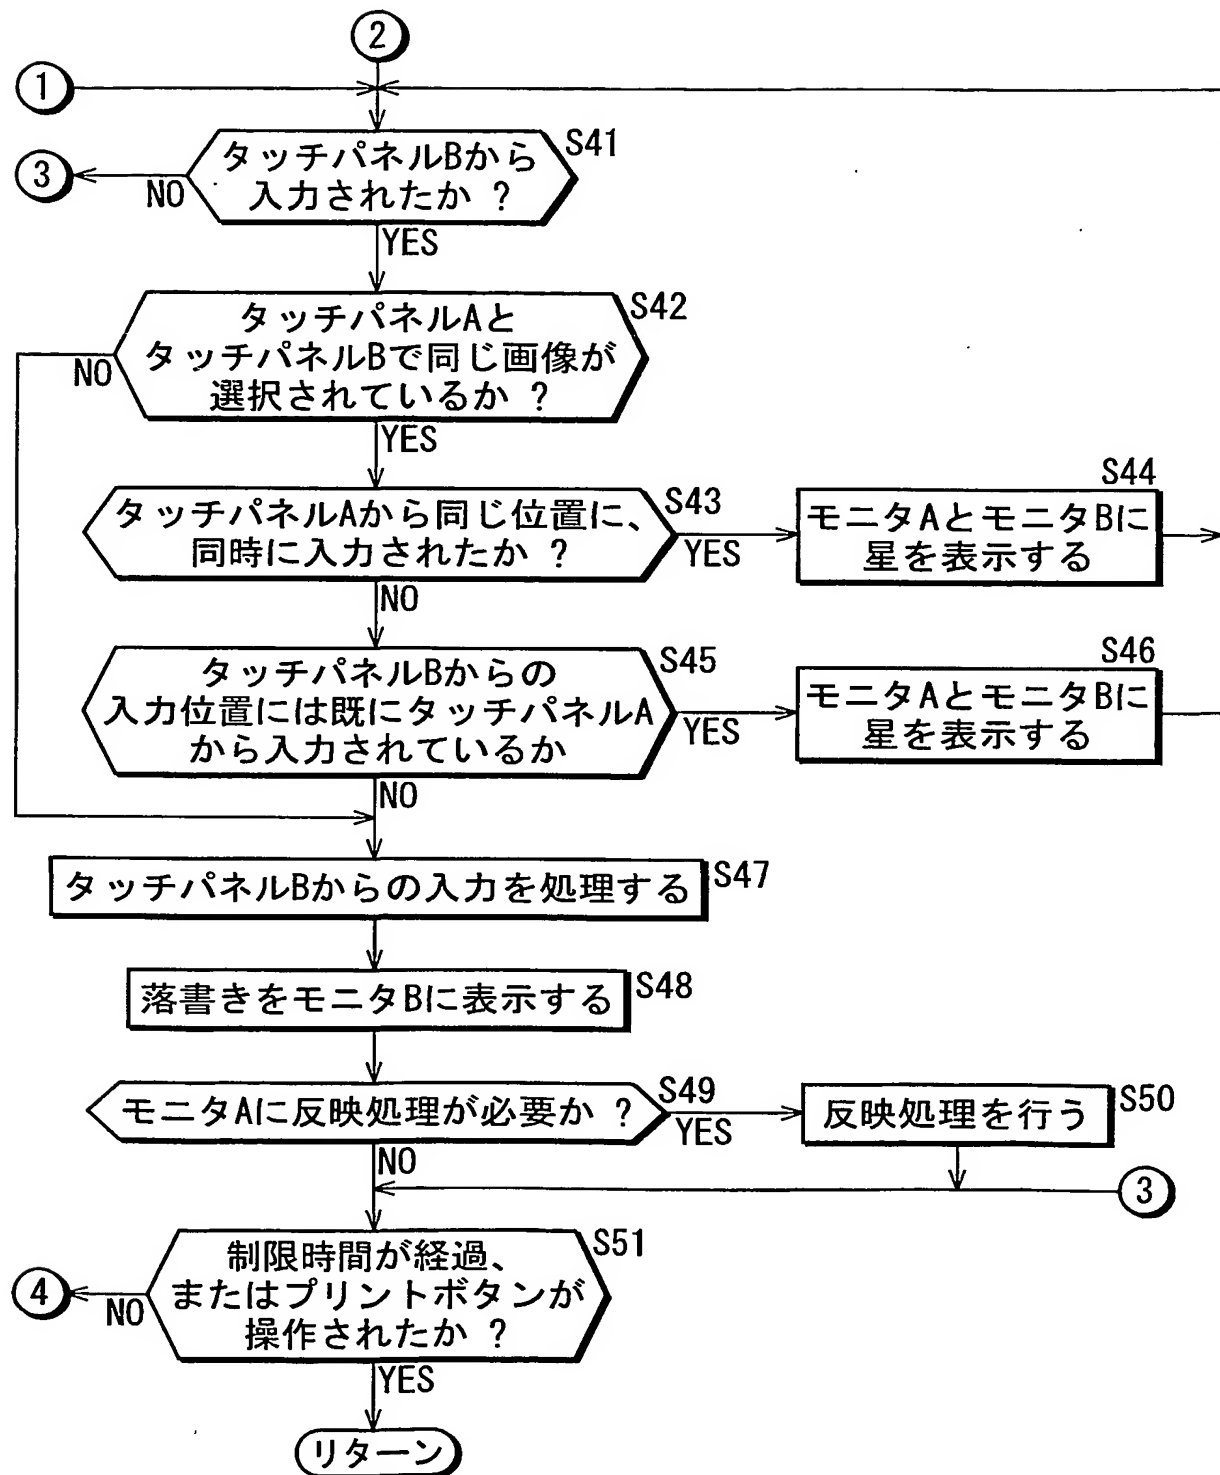 2
1
タッチパネルBから
入力されたか ?
S41
3
NO
YES
タッチパネルAと
タッチパネルBで同じ画像が
選択されているか ?
S42
NO
YES
タッチパネルAから同じ位置に、
同時に入力されたか ?
S43
YES
S44
モニタAとモニタBに
星を表示する
NO
タッチパネルBからの
入力位置には既にタッチパネルA
から入力されているか
S45
YES
S46
モニタAとモニタBに
星を表示する
NO
タッチパネルBからの入力を処理する
S47
落書きをモニタBに表示する
S48
モニタAに反映処理が必要か ?
S49
YES
反映処理を行う
S50
NO
3
制限時間が経過、
またはプリントボタンが
操作されたか ?
S51
4
NO
YES
リターン